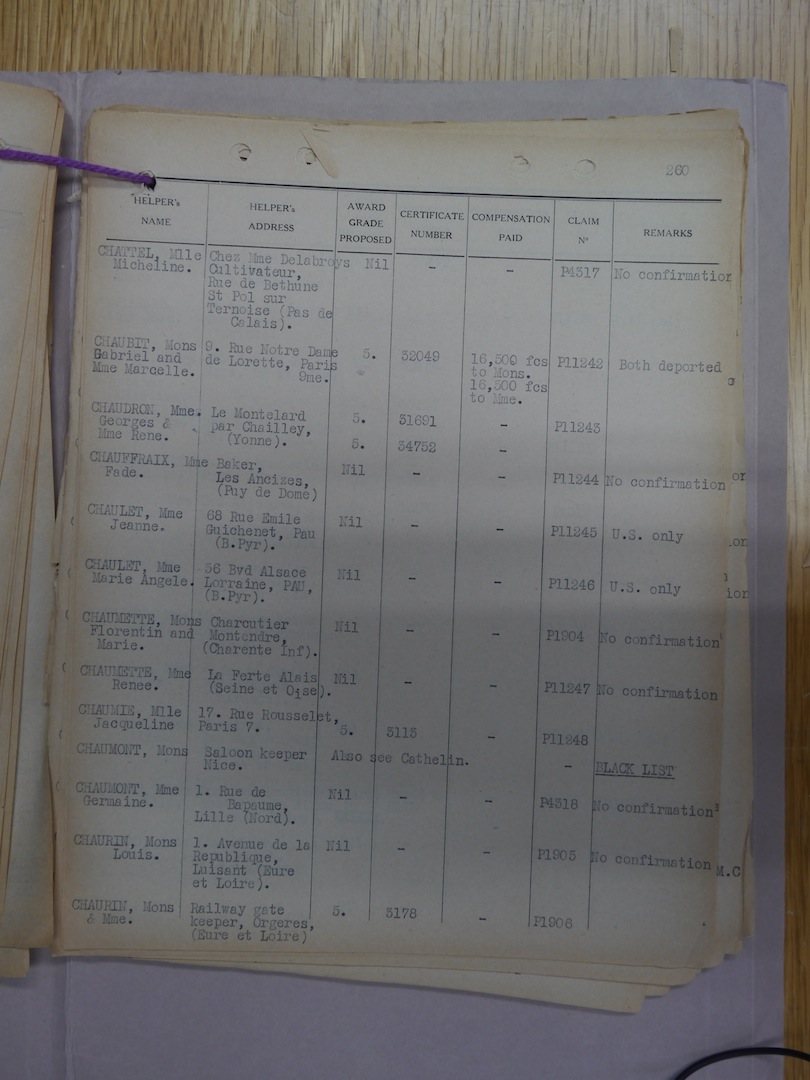 260
HELPER's NAME HELPER's ADDRESS AWARD GRADE PROPOSED CERTIFICATE NUMBER COMPENSATION PAID CLAIM Nº REMARKS
CHATTEL, Mlle Chez Mme Delabroys Nil - - P4317 No confirmation
Micheline. Cultivateur,
Rue de Bethune
St Pol sur
Ternoise (Pas de
Calais).
CHAUBIT, Mons 9. Rue Notre Dame 5. 32049 16,500 fcs P11242 Both deported
Gabriel and de Lorette, Paris to Mons.
Mme Marcelle. 9me. 16,500 fcs
to Mme.
CHAUDRON, Mme. Le Montelard 5. 31691 - P11243
Georges & par Chailley,
Mme Rene. (Yonne). 5. 34752 -
CHAUFFRAIX, Mme Baker, Nil - - P11244 No confirmation
Fade. Les Ancizes,
(Puy de Dome)
CHAULET, Mme 68 Rue Emile Nil - - P11245 U.S. only
Jeanne. Guichenet, Pau
(B.Pyr).
CHAULET, Mme 56 Bvd Alsace Nil - - P11246 U.S. only
Marie Angele. Lorraine, PAU,
(B.Pyr).
CHAUMETTE, Mons Charcutier Nil - - P1904 No confirmation
Florentin and Montendre,
Marie. (Charente Inf).
CHAUMETTE, Mme La Ferte Alais Nil - - P11247 No confirmation
Renee. (Seine et Oise).
CHAUMIE, Mlle 17. Rue Rousselet,
Jacqueline Paris 7. 5. 3113 - P11248
CHAUMONT, Mons Saloon keeper Also see Cathelin. - BLACK LIST
Nice.
CHAUMONT, Mme 1. Rue de Nil - - P4318 No confirmation
Germaine. Bapaume,
Lille (Nord).
CHAURIN, Mons 1. Avenue de la Nil - - P1905 No confirmation
Louis. Republique,
Luisant (Eure
et Loire).
CHAURIN, Mons Railway gate 5. 3178 - P1906
& Mme. keeper, Orgeres,
(Eure et Loire)
M.C